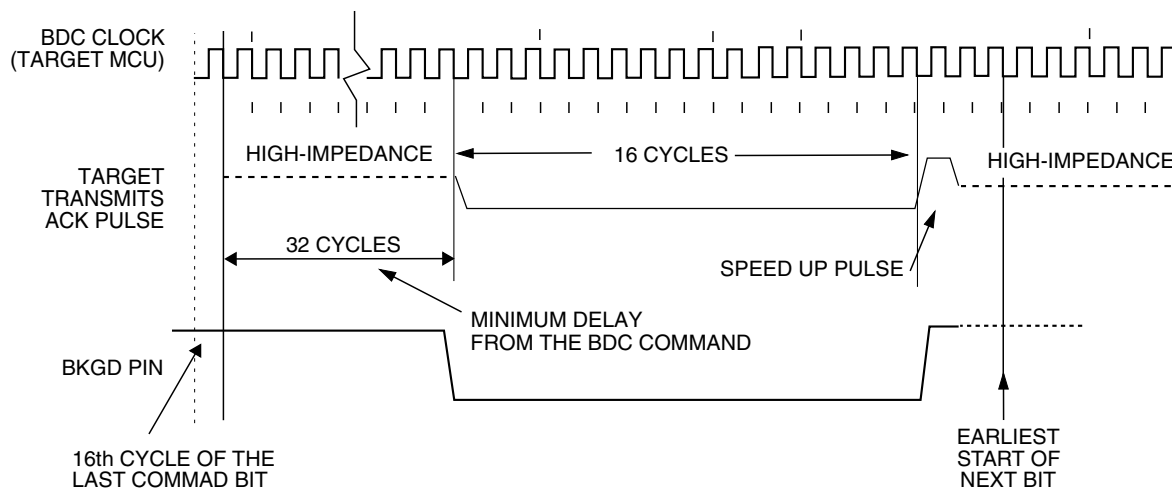 BDC CLOCK
(TARGET MCU)
HIGH-IMPEDANCE
16 CYCLES
HIGH-IMPEDANCE
TARGET
TRANSMITS
ACK PULSE
32 CYCLES
SPEED UP PULSE
MINIMUM DELAY
FROM THE BDC COMMAND
BKGD PIN
16th CYCLE OF THE
LAST COMMAD BIT
EARLIEST
START OF
NEXT BIT